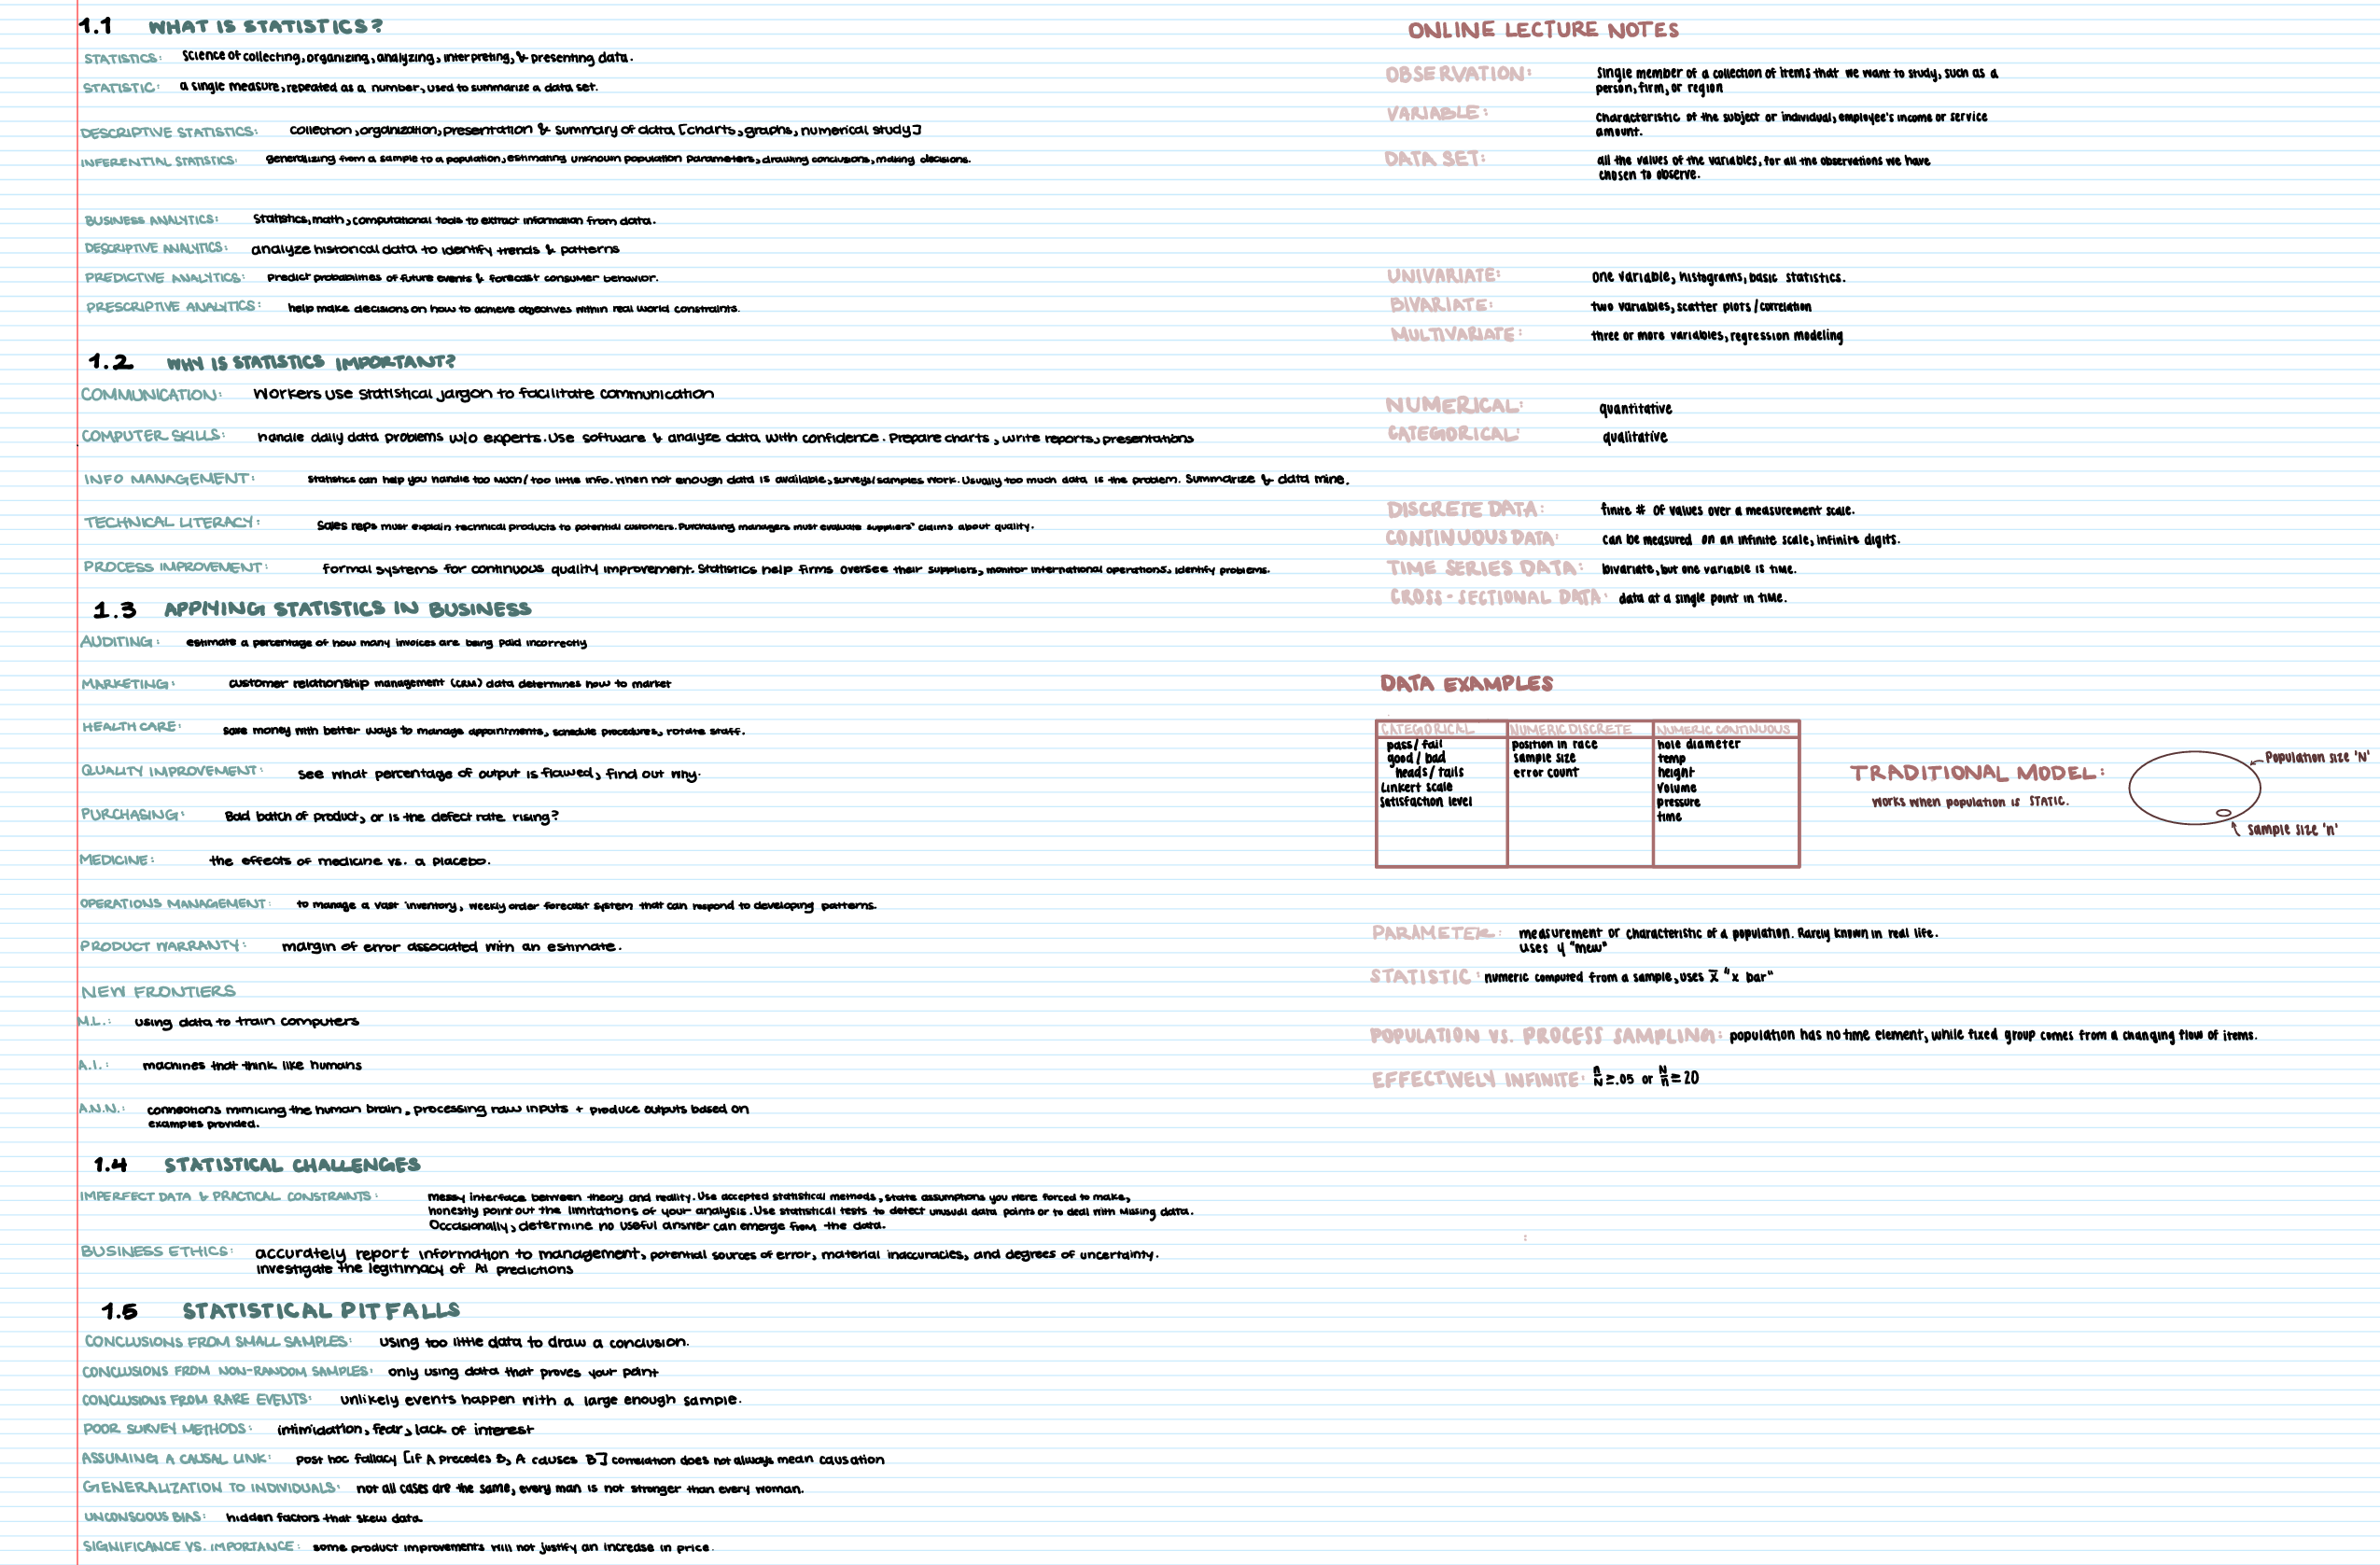 1.1 WHAT IS STATISTICS?
STATISTICS: Science of collecting, organizing, analyzing, interpreting, & presenting data.
STATISTIC: a single measure, repeated as a number, used to summarize a data set.
DESCRIPTIVE STATISTICS: collection, organization, presentation & summary of data [charts, graphs, numerical study]
INFERENTIAL STATISTICS: generalizing from a sample to a population, estimating unknown population parameters, drawing conclusions, making decisions.
BUSINESS ANALYTICS: Statistics, math, computational tools to extract information from data.
DESCRIPTIVE ANALYTICS: analyze historical data to identify trends & patterns
PREDICTIVE ANALYTICS: Predict probabilities of future events & forecast consumer behavior.
PRESCRIPTIVE ANALYTICS: help make decisions on how to achieve objectives within real world constraints.
1.2 WHY IS STATISTICS IMPORTANT?
COMMUNICATION: Workers use statistical jargon to facilitate communication
COMPUTER SKILLS: handle daily data problems w/o experts. Use software & analyze data with confidence. Prepare charts, write reports, presentations
INFO MANAGEMENT: Statistics can help you handle too much/too little info. When not enough data is available, surveys/samples work. Usually too much data is the problem. Summarize & data mine.
TECHNICAL LITERACY: Sales reps must explain technical products to potential customers. Purchasing managers must evaluate suppliers' claims about quality.
PROCESS IMPROVEMENT: formal systems for continuous quality improvement. Statistics help firms oversee their suppliers, monitor international operations, identify problems.
1.3 APPLYING STATISTICS IN BUSINESS
AUDITING: estimate a percentage of how many invoices are being paid incorrectly
MARKETING: customer relationship management (CRM) data determines how to market
HEALTH CARE: save money with better ways to manage appointments, schedule procedures, rotate staff.
QUALITY IMPROVEMENT: see what percentage of output is flawed, find out why.
PURCHASING: Bad batch of product, or is the defect rate rising?
MEDICINE: the effects of medicine vs. a placebo.
OPERATIONS MANAGEMENT: to manage a vast inventory, weekly order forecast system that can respond to developing patterns.
PRODUCT WARRANTY: margin of error associated with an estimate.
NEW FRONTIERS
M.L.: using data to train computers
A.I.: machines that think like humans
A.N.N.: connections mimicing the human brain, processing raw inputs + produce outputs based on
examples provided.
1.4 STATISTICAL CHALLENGES
IMPERFECT DATA & PRACTICAL CONSTRAINTS: messy interface between theory and reality. Use accepted statistical methods, state assumptions you were forced to make,
honestly point out the limitations of your analysis. Use statistical tests to detect unusual data points or to deal with missing data.
Occasionally, determine no useful answer can emerge from the data.
BUSINESS ETHICS: accurately report information to management, potential sources of error, material inaccuracies, and degrees of uncertainty.
investigate the legitimacy of AI predictions
1.5 STATISTICAL PITFALLS
CONCLUSIONS FROM SMALL SAMPLES: using too little data to draw a conclusion.
CONCLUSIONS FROM NON-RANDOM SAMPLES: only using data that proves your point
CONCLUSIONS FROM RARE EVENTS: unlikely events happen with a large enough sample.
POOR SURVEY METHODS: intimidation, fear, lack of interest
ASSUMING A CAUSAL LINK: post hoc fallacy [if A precedes B, A causes B] correlation does not always mean causation
GENERALIZATION TO INDIVIDUALS: not all cases are the same, every man is not stronger than every woman.
UNCONSCIOUS BIAS: hidden factors that skew data
SIGNIFICANCE VS. IMPORTANCE: some product improvements will not justify an increase in price.
ONLINE LECTURE NOTES
OBSERVATION: Single member of a collection of items that we want to study, such as a
person, firm, or region
VARIABLE: Characteristic of the subject or individual, employee's income or service
amount.
DATA SET: all the values of the variables, for all the observations we have
chosen to observe.
UNIVARIATE: one variable, histograms, basic statistics.
BIVARIATE: two variables, scatter plots/correlation
MULTIVARIATE: three or more variables, regression modeling
NUMERICAL: quantitative
CATEGORICAL: qualitative
DISCRETE DATA: finite # of values over a measurement scale.
CONTINUOUS DATA: can be measured on an infinite scale, infinite digits.
TIME SERIES DATA: bivariate, but one variable is time.
CROSS-SECTIONAL DATA: data at a single point in time.
DATA EXAMPLES
CATEGORICAL NUMERIC DISCRETE NUMERIC CONTINUOUS
pass/fail position in race hole diameter
good/bad sample size temp
heads/tails error count height
Linkert scale volume
Satisfaction level pressure
time
TRADITIONAL MODEL:
works when population is STATIC.
Population size 'N'
sample size 'n'
PARAMETER: measurement or characteristic of a population. Rarely known in real life.
uses μ "mew"
STATISTIC: numeric computed from a sample, uses x̄ "x bar"
POPULATION VS. PROCESS SAMPLING: population has no time element, while fixed group comes from a changing flow of items.
EFFECTIVELY INFINITE: n/N ≥ .05 or N/n ≥ 20